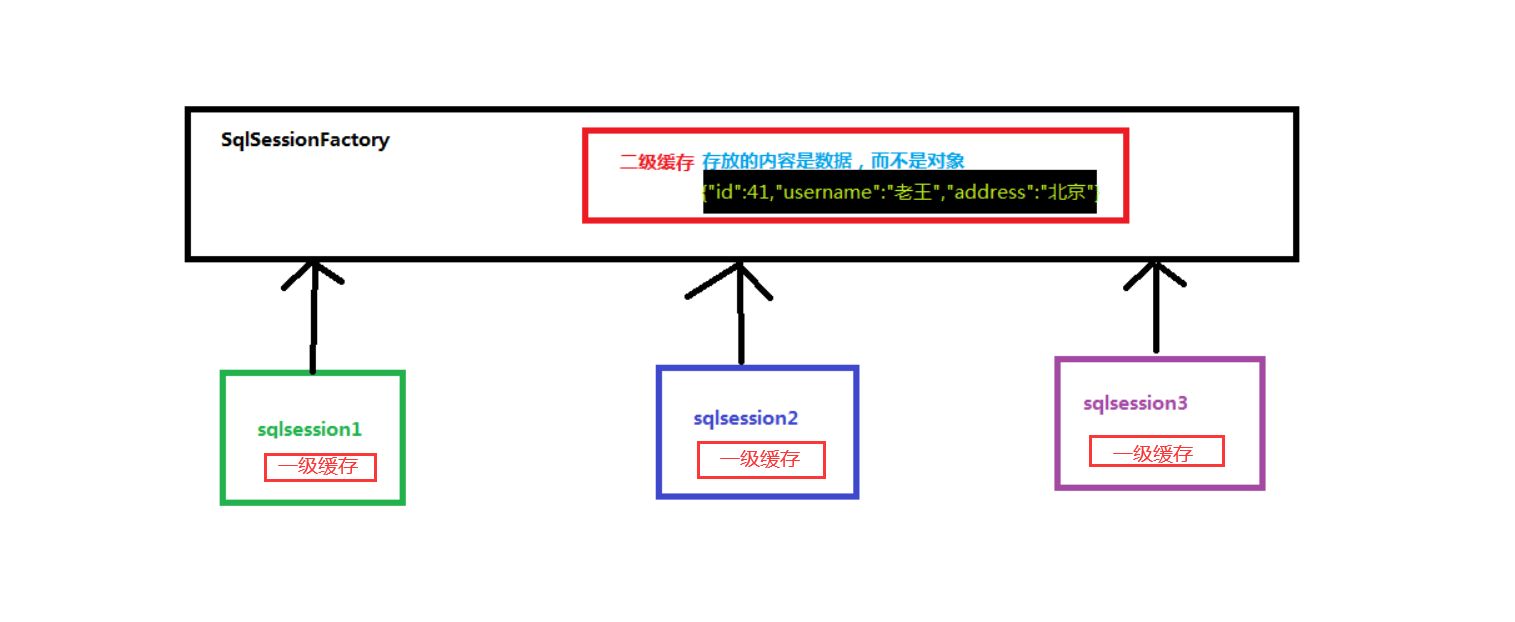 SqlSessionFactory
二级缓存 存放的内容是数据，而不是对象
{"id":41,"username":"老王","address":"北京"}
sqlsession1
一级缓存
sqlsession2
一级缓存
sqlsession3
一级缓存